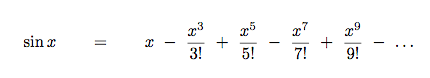 sin x = x − x³/3! + x⁵/5! − x⁷/7! + x⁹/9! − …